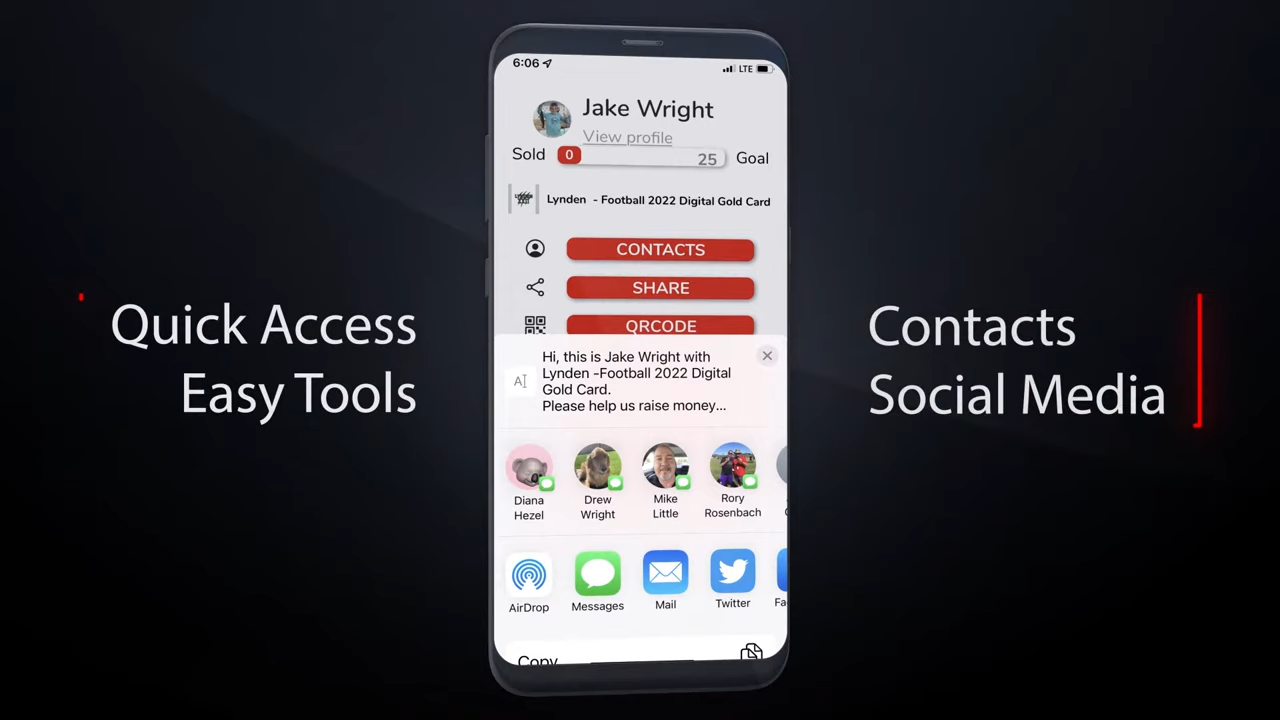 6:06
LTE
Jake Wright
View profile
Sold 0 25 Goal
Lynden - Football 2022 Digital Gold Card
CONTACTS
SHARE
QRCODE
Quick Access
Easy Tools
Contacts
Social Media
Hi, this is Jake Wright with
Lynden -Football 2022 Digital
Gold Card.
Please help us raise money...
Diana
Hezel
Drew
Wright
Mike
Little
Rory
Rosenbach
AirDrop
Messages
Mail
Twitter
Copy